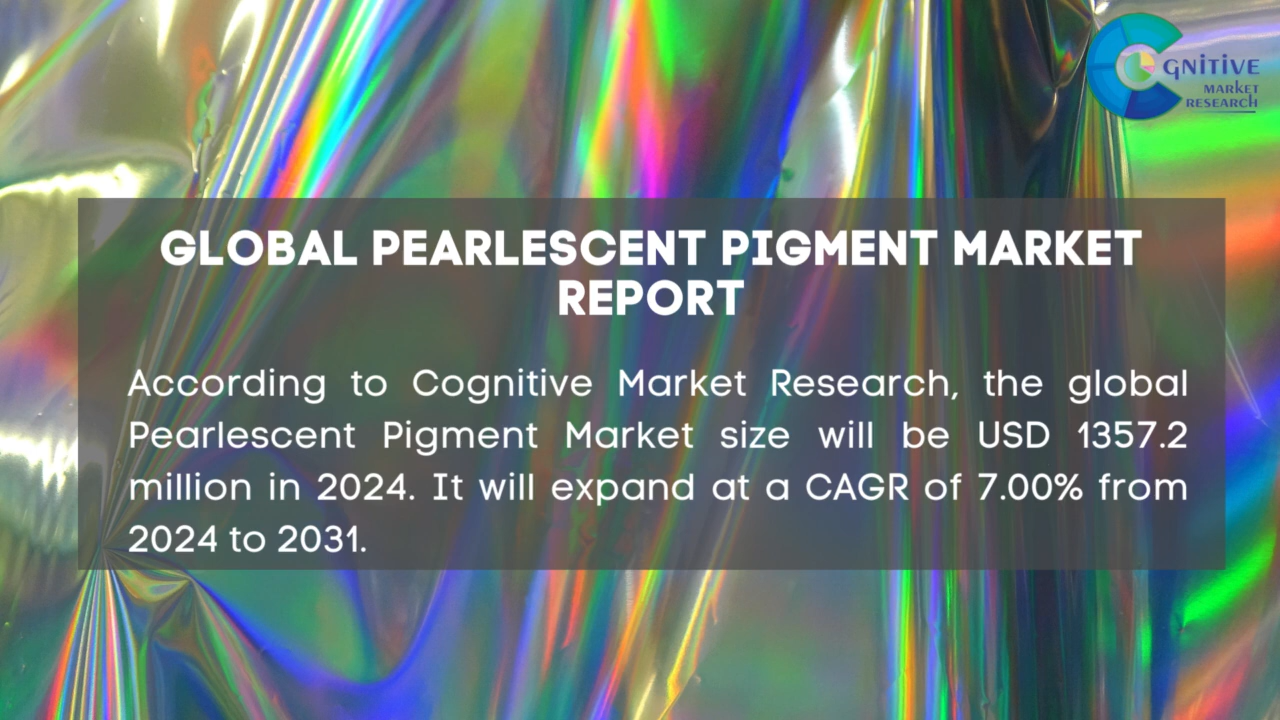 GNITIVE
MARKET
RESEARCH
GLOBAL PEARLESCENT PIGMENT MARKET
REPORT
According to Cognitive Market Research, the global
Pearlescent Pigment Market size will be USD 1357.2
million in 2024. It will expand at a CAGR of 7.00% from
2024 to 2031.